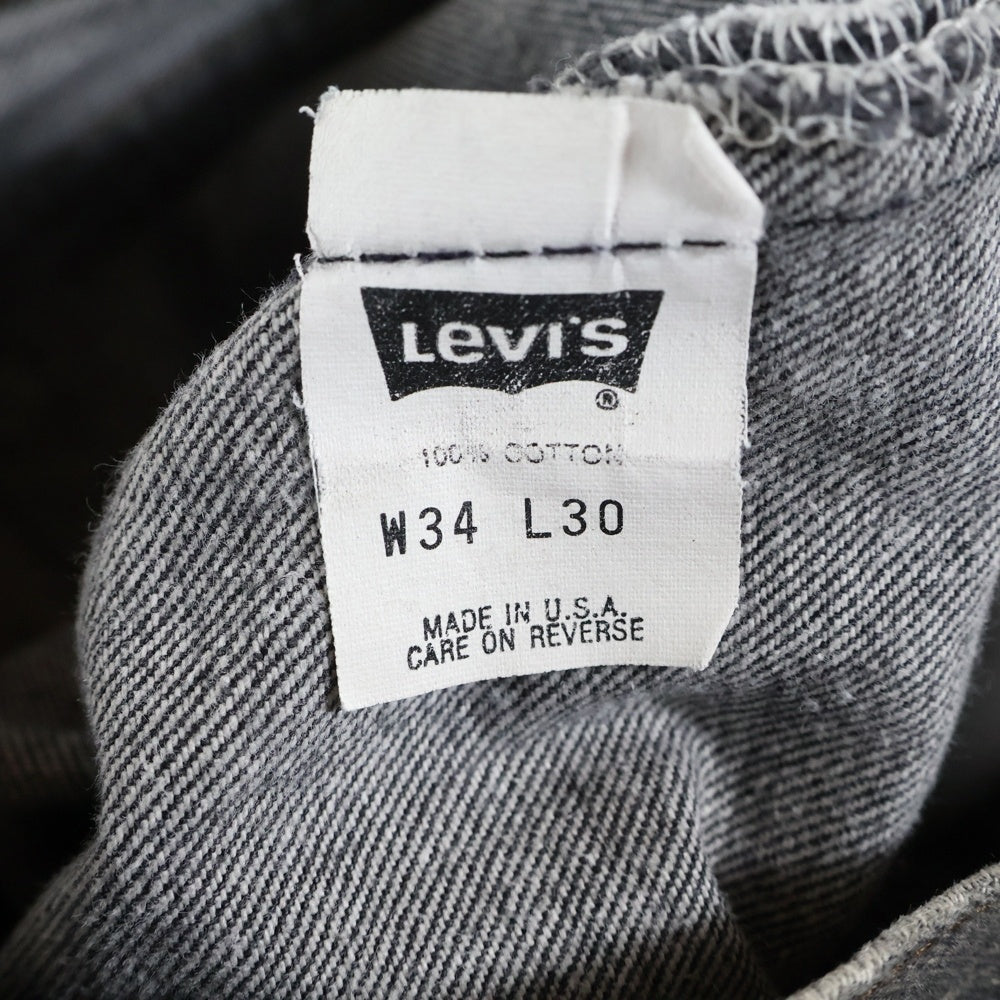 Levi's
®
100% COTTON
W34 L30
MADE IN U.S.A.
CARE ON REVERSE